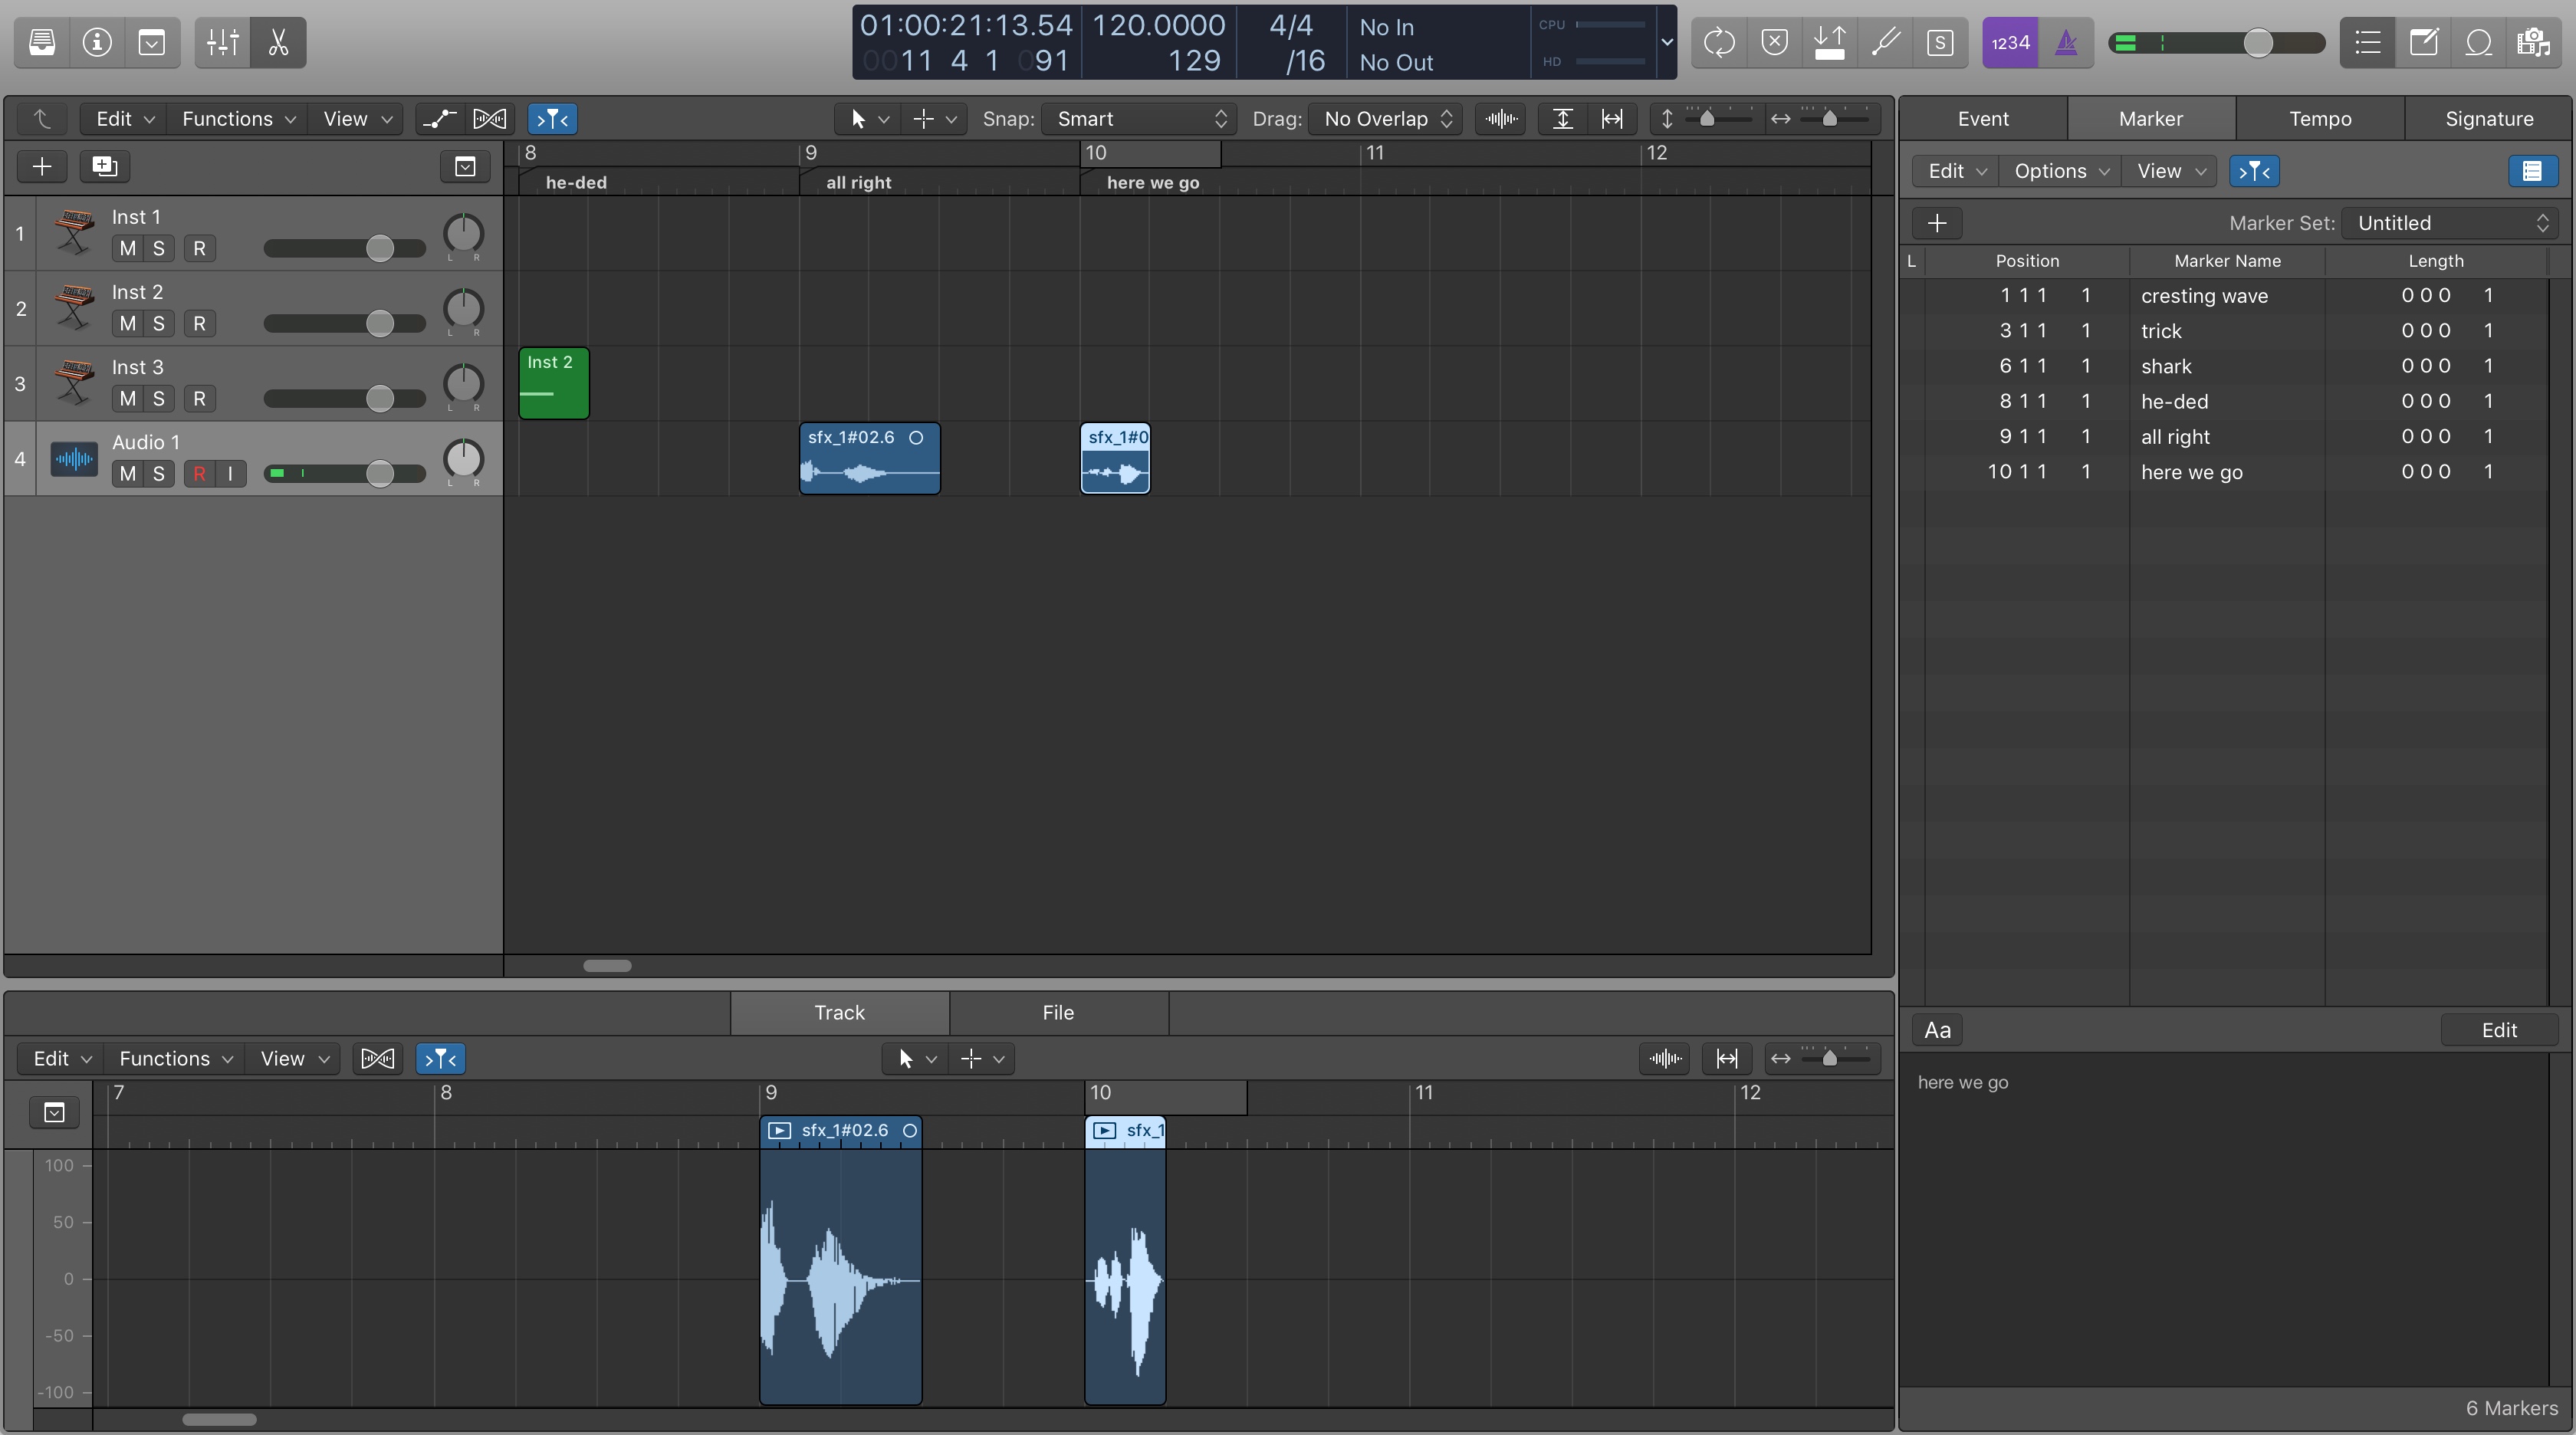 01:00:21:13.54 120.0000 4/4 No In CPU
0011 4 1 091 129 /16 No Out HD
S 1234
Edit Functions View Snap: Smart Drag: No Overlap
8 9 10 11 12
he-ded all right here we go
1 Inst 1
M S R L R
2 Inst 2
M S R L R
3 Inst 3
M S R L R
Inst 2
4 Audio 1
M S R I L R
sfx_1#02.6 sfx_1#0
Track File
Edit Functions View
7 8 9 10 11 12
sfx_1#02.6 sfx_1
100
50
0
-50
-100
Event Marker Tempo Signature
Edit Options View
Marker Set: Untitled
L Position Marker Name Length
1 1 1 1 cresting wave 0 0 0 1
3 1 1 1 trick 0 0 0 1
6 1 1 1 shark 0 0 0 1
8 1 1 1 he-ded 0 0 0 1
9 1 1 1 all right 0 0 0 1
10 1 1 1 here we go 0 0 0 1
Aa Edit
here we go
6 Markers